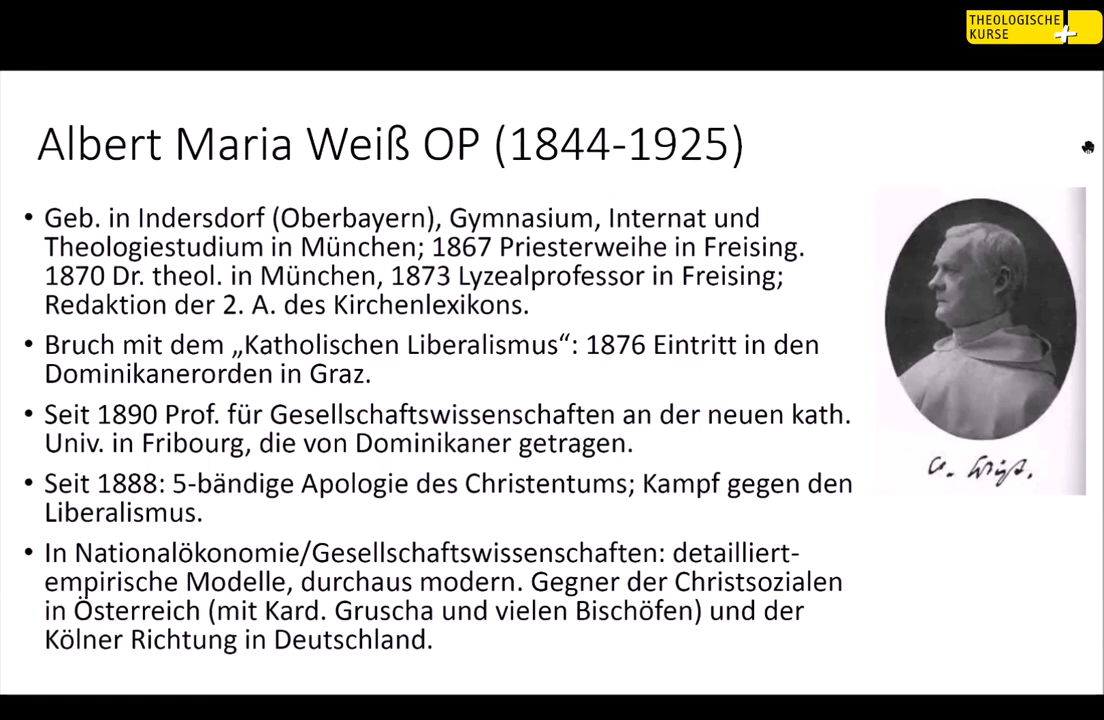 THEOLOGISCHE
KURSE
Albert Maria Weiß OP (1844-1925)
• Geb. in Indersdorf (Oberbayern), Gymnasium, Internat und
Theologiestudium in München; 1867 Priesterweihe in Freising.
1870 Dr. theol. in München, 1873 Lyzealprofessor in Freising;
Redaktion der 2. A. des Kirchenlexikons.
• Bruch mit dem „Katholischen Liberalismus“: 1876 Eintritt in den
Dominikanerorden in Graz.
• Seit 1890 Prof. für Gesellschaftswissenschaften an der neuen kath.
Univ. in Fribourg, die von Dominikaner getragen.
• Seit 1888: 5-bändige Apologie des Christentums; Kampf gegen den
Liberalismus.
• In Nationalökonomie/Gesellschaftswissenschaften: detailliert-
empirische Modelle, durchaus modern. Gegner der Christsozialen
in Österreich (mit Kard. Gruscha und vielen Bischöfen) und der
Kölner Richtung in Deutschland.